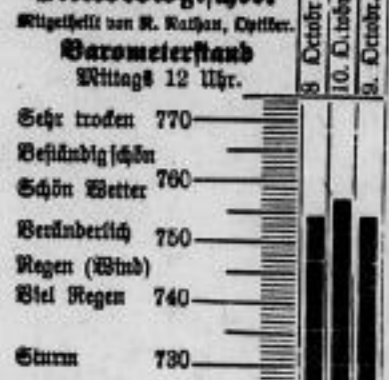 Mitgetheilt von R. Nathan, Optiker.
Barometerstand
Mittags 12 Uhr.
8 Octobr
10. O.tobr
9. Octobr
Sehr trocken 770
Beständig schön
Schön Wetter 760
Veränderlich 750
Regen (Wind)
Viel Regen 740
Sturm 730